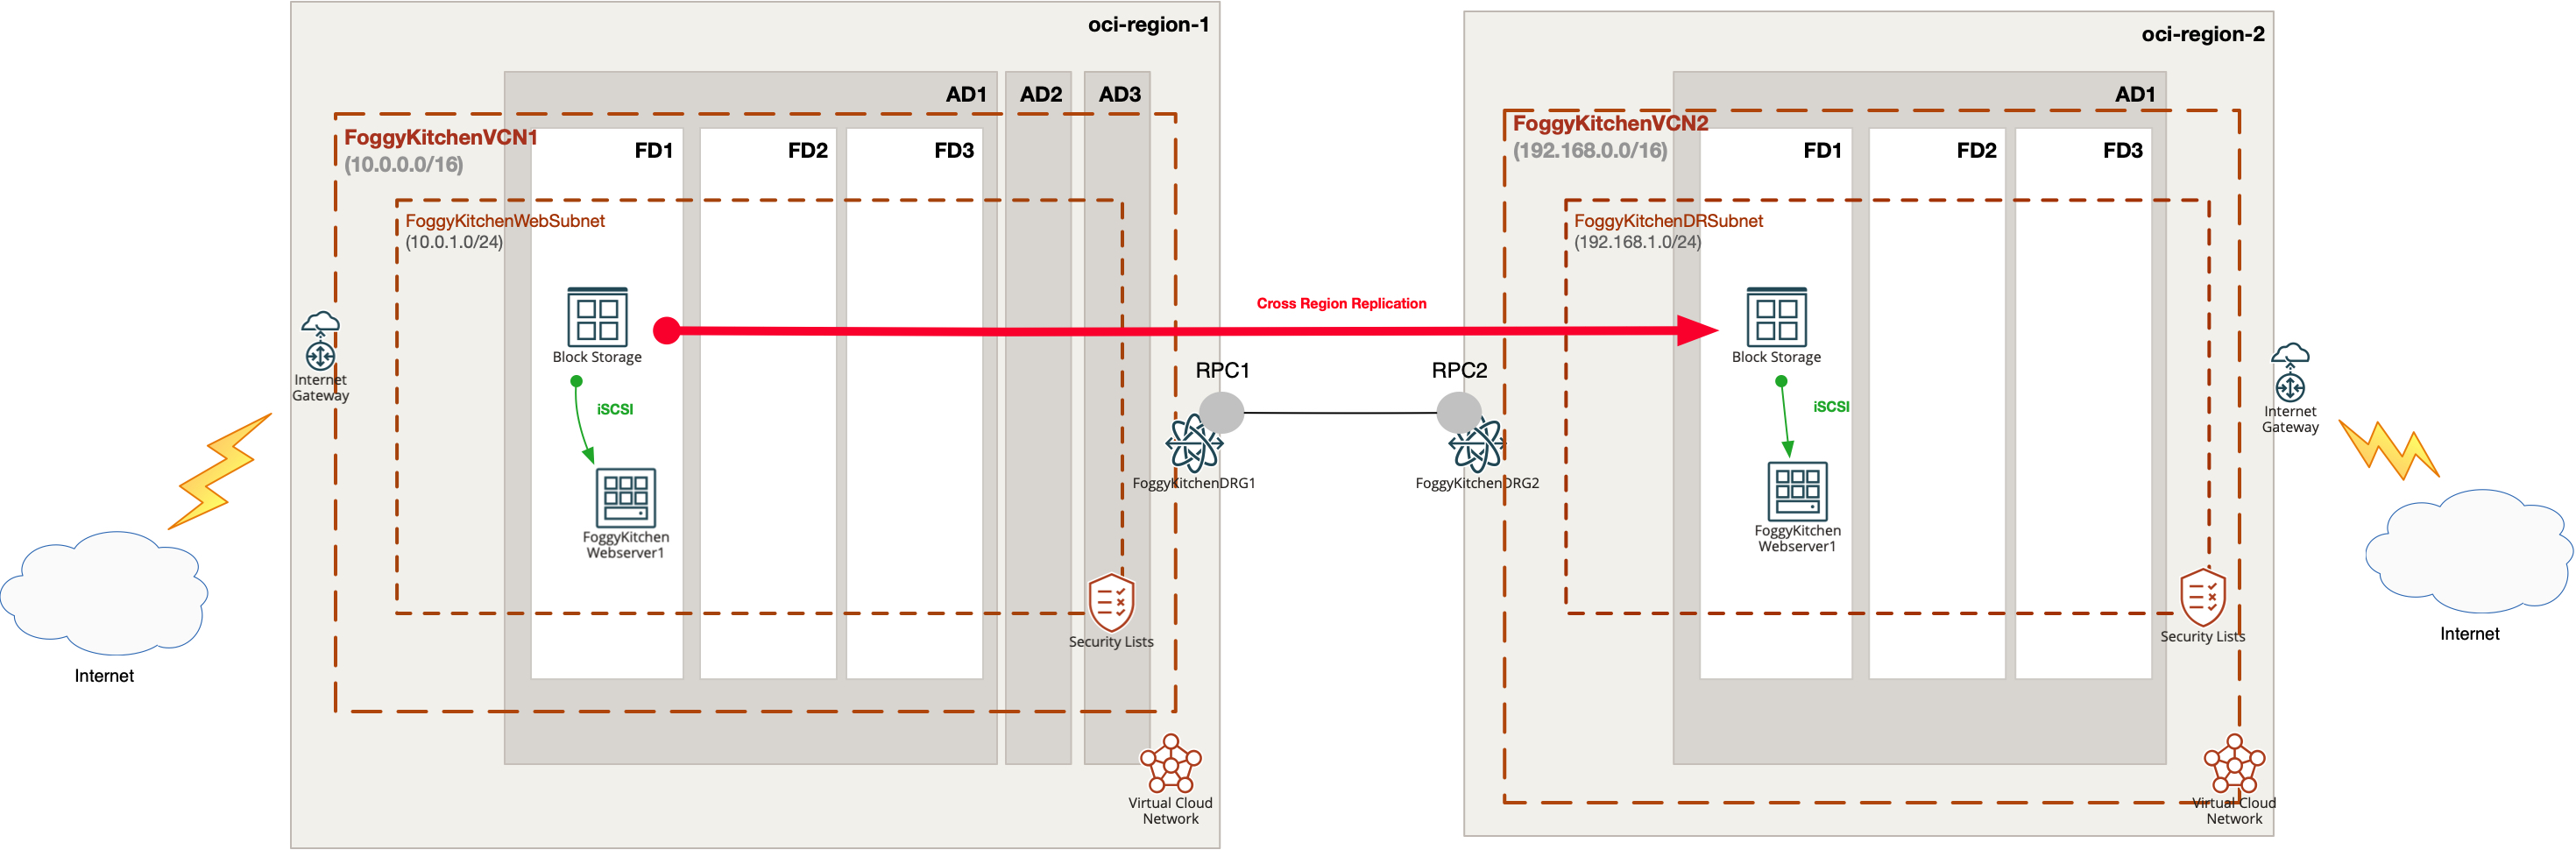 oci-region-1
AD1
AD2
AD3
FoggyKitchenVCN1
(10.0.0.0/16)
FD1
FD2
FD3
FoggyKitchenWebSubnet
(10.0.1.0/24)
Block Storage
iSCSI
FoggyKitchen
Webserver1
Internet
Gateway
Internet
Security Lists
Virtual Cloud
Network
Cross Region Replication
RPC1
RPC2
FoggyKitchenDRG1
FoggyKitchenDRG2
oci-region-2
AD1
FoggyKitchenVCN2
(192.168.0.0/16)
FD1
FD2
FD3
FoggyKitchenDRSubnet
(192.168.1.0/24)
Block Storage
iSCSI
FoggyKitchen
Webserver1
Internet
Gateway
Internet
Security Lists
Virtual Cloud
Network